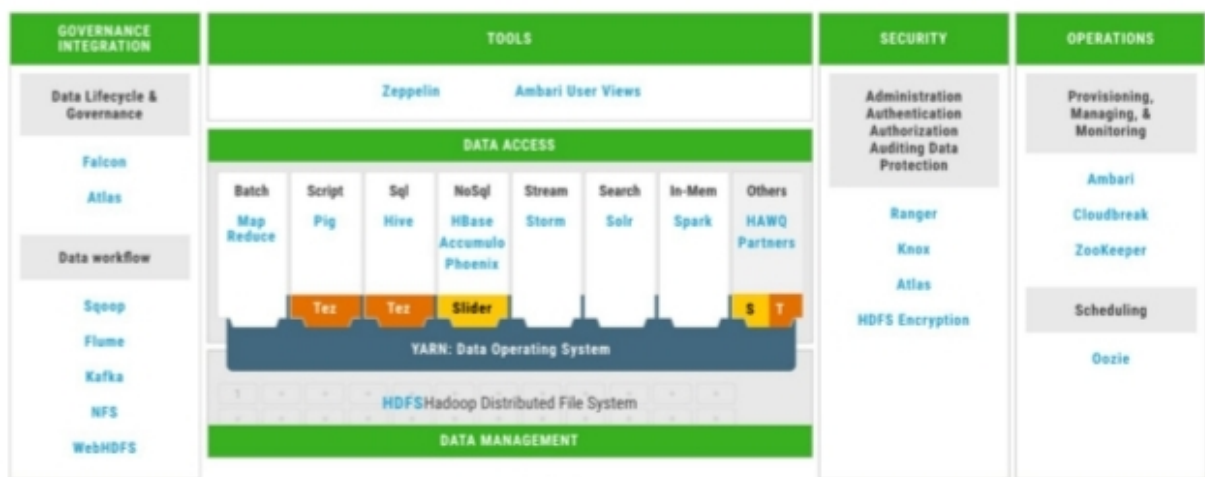 GOVERNANCE
INTEGRATION
Data Lifecycle &
Governance
Falcon
Atlas
Data workflow
Sqoop
Flume
Kafka
NFS
WebHDFS
TOOLS
Zeppelin
Ambari User Views
DATA ACCESS
Batch
Map
Reduce
Script
Pig
Sql
Hive
NoSql
HBase
Accumulo
Phoenix
Stream
Storm
Search
Solr
In-Mem
Spark
Others
HAWQ
Partners
Tez
Tez
Slider
S
T
YARN: Data Operating System
HDFSHadoop Distributed File System
DATA MANAGEMENT
SECURITY
Administration
Authentication
Authorization
Auditing Data
Protection
Ranger
Knox
Atlas
HDFS Encryption
OPERATIONS
Provisioning,
Managing, &
Monitoring
Ambari
Cloudbreak
ZooKeeper
Scheduling
Oozie